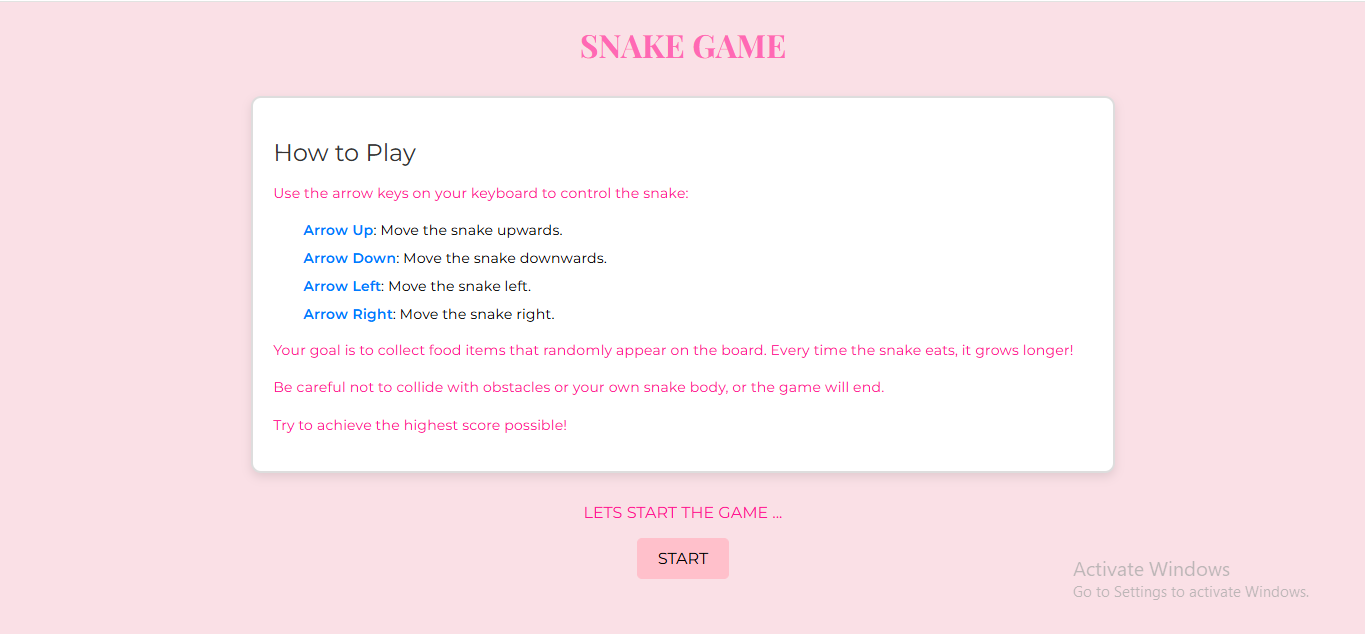 SNAKE GAME
How to Play
Use the arrow keys on your keyboard to control the snake:
Arrow Up: Move the snake upwards.
Arrow Down: Move the snake downwards.
Arrow Left: Move the snake left.
Arrow Right: Move the snake right.
Your goal is to collect food items that randomly appear on the board. Every time the snake eats, it grows longer!
Be careful not to collide with obstacles or your own snake body, or the game will end.
Try to achieve the highest score possible!
LETS START THE GAME ...
START
Activate Windows
Go to Settings to activate Windows.